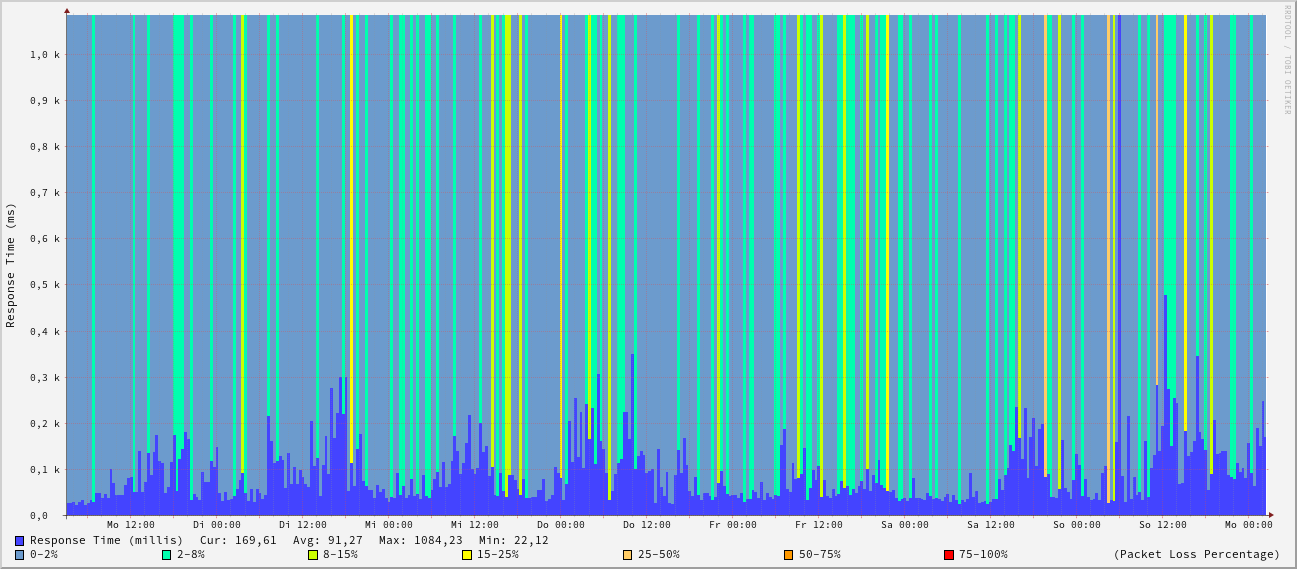 RRDTOOL / TOBI OETIKER
Response Time (ms)
1,0 k
0,9 k
0,8 k
0,7 k
0,6 k
0,5 k
0,4 k
0,3 k
0,2 k
0,1 k
0,0
Mo 12:00 Di 00:00 Di 12:00 Mi 00:00 Mi 12:00 Do 00:00 Do 12:00 Fr 00:00 Fr 12:00 Sa 00:00 Sa 12:00 So 00:00 So 12:00 Mo 00:00
Response Time (millis) Cur: 169,61 Avg: 91,27 Max: 1084,23 Min: 22,12
0-2% 2-8% 8-15% 15-25% 25-50% 50-75% 75-100% (Packet Loss Percentage)